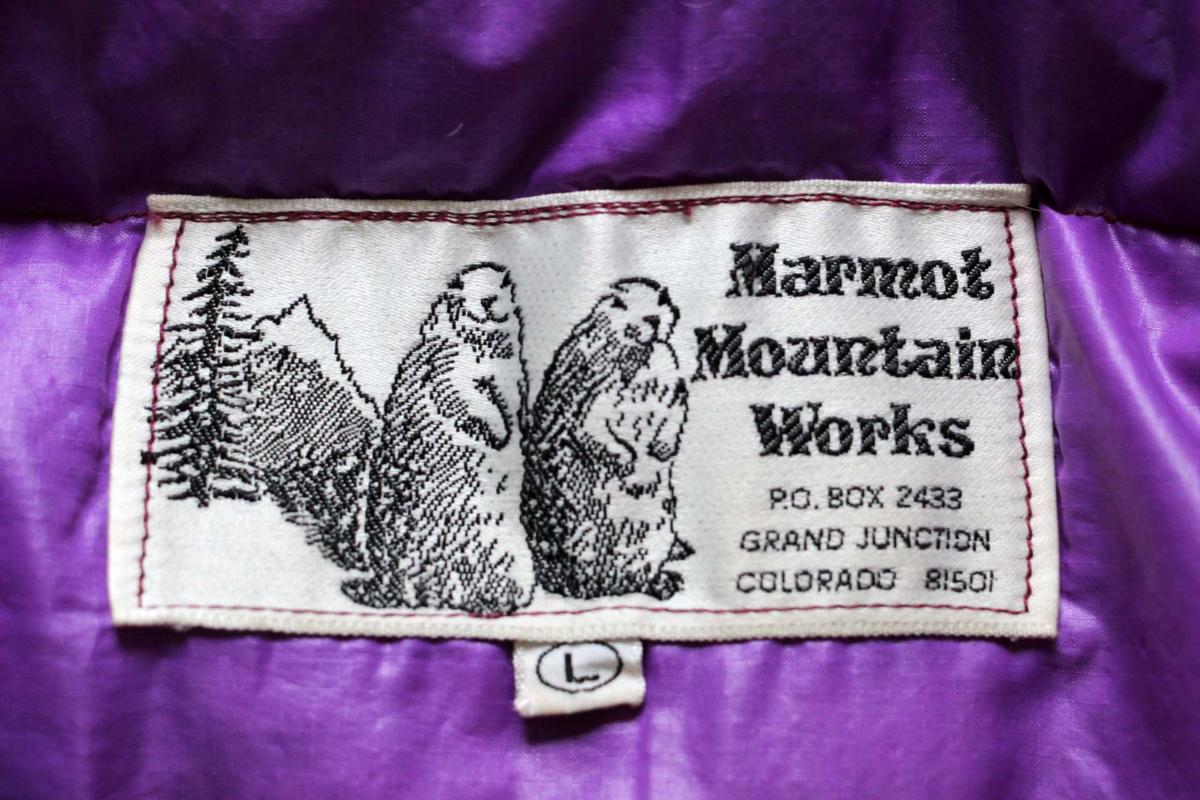 Marmot
Mountain
Works
P.O. BOX 2433
GRAND JUNCTION
COLORADO 81501
L